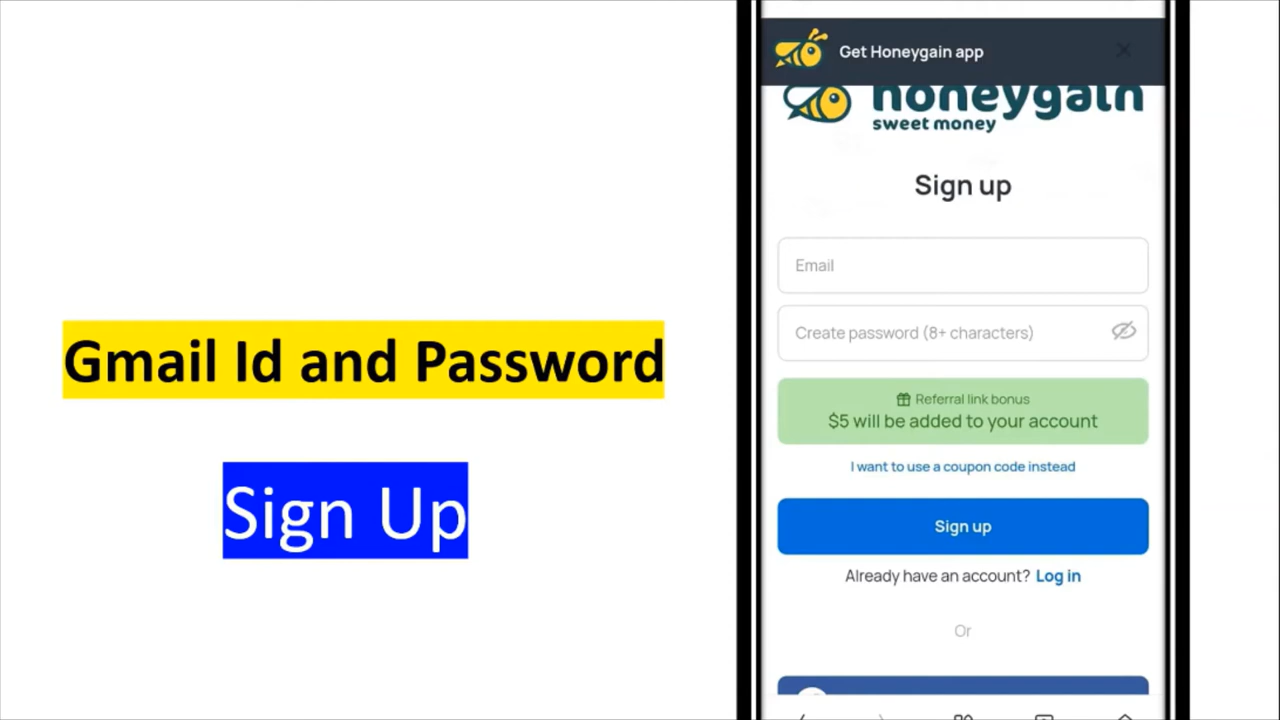 Gmail Id and Password
Sign Up
Get Honeygain app
honeygain
sweet money
Sign up
Email
Create password (8+ characters)
Referral link bonus
$5 will be added to your account
I want to use a coupon code instead
Sign up
Already have an account? Log in
Or